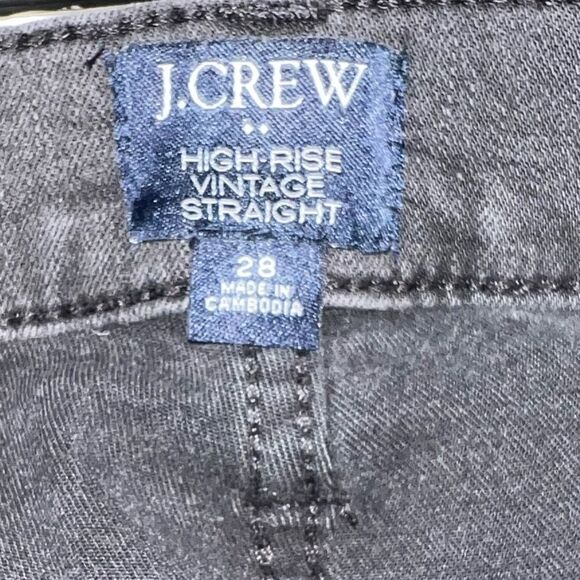 J.CREW
HIGH-RISE
VINTAGE
STRAIGHT
28
MADE IN
CAMBODIA